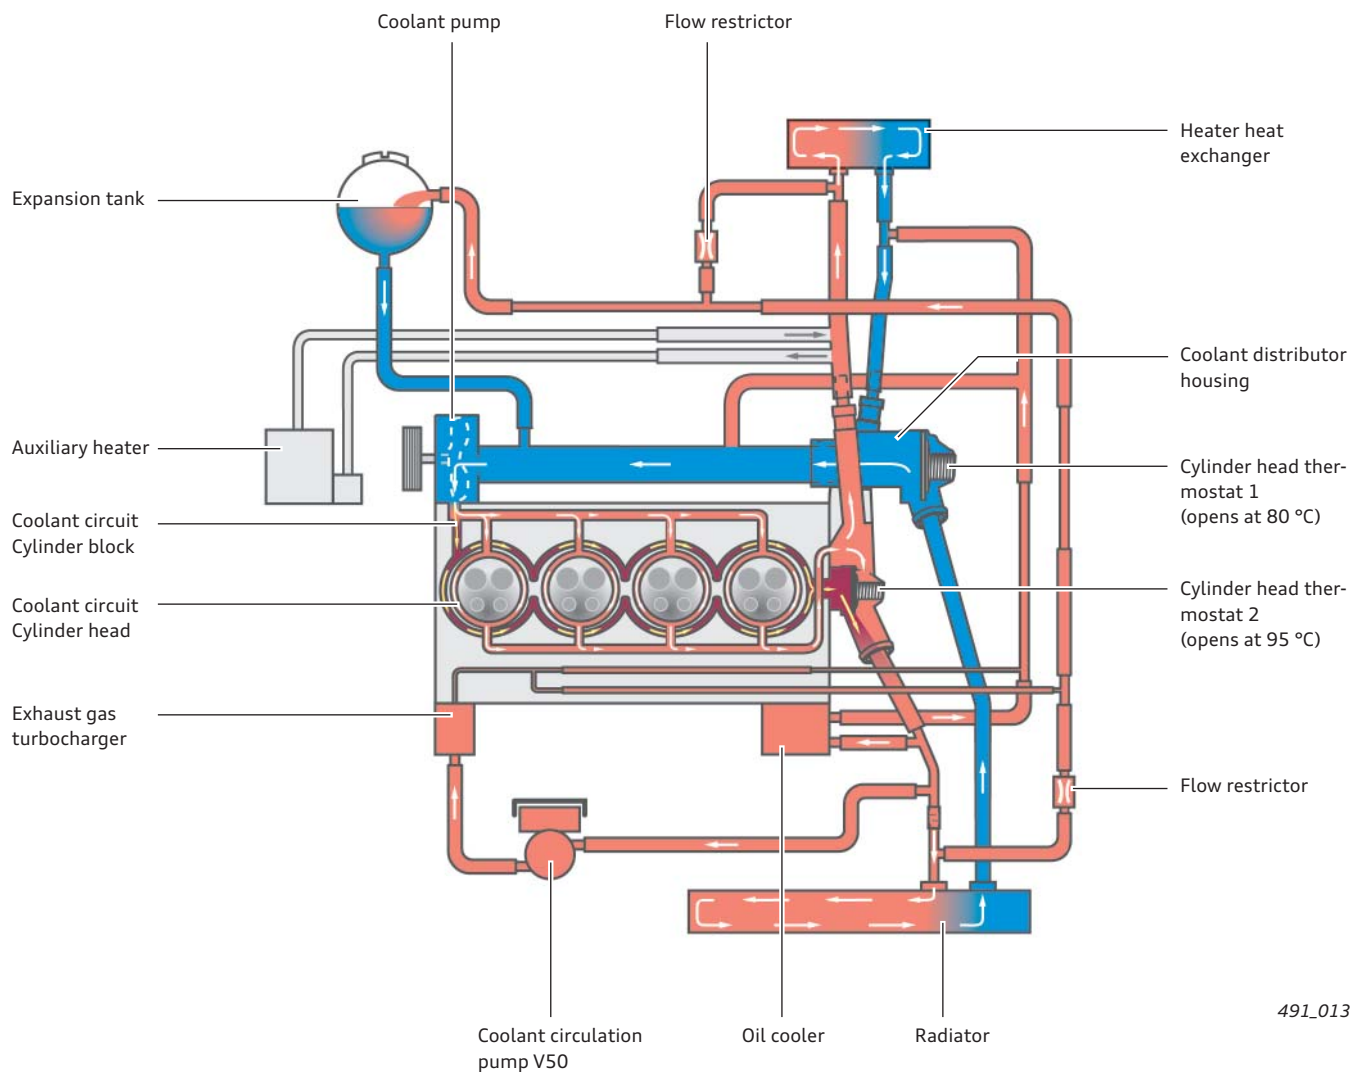 Coolant pump
Flow restrictor
Heater heat
exchanger
Expansion tank
Coolant distributor
housing
Auxiliary heater
Cylinder head ther-
mostat 1
(opens at 80 °C)
Coolant circuit
Cylinder block
Cylinder head ther-
mostat 2
(opens at 95 °C)
Coolant circuit
Cylinder head
Exhaust gas
turbocharger
Flow restrictor
Coolant circulation
pump V50
Oil cooler
Radiator
491_013